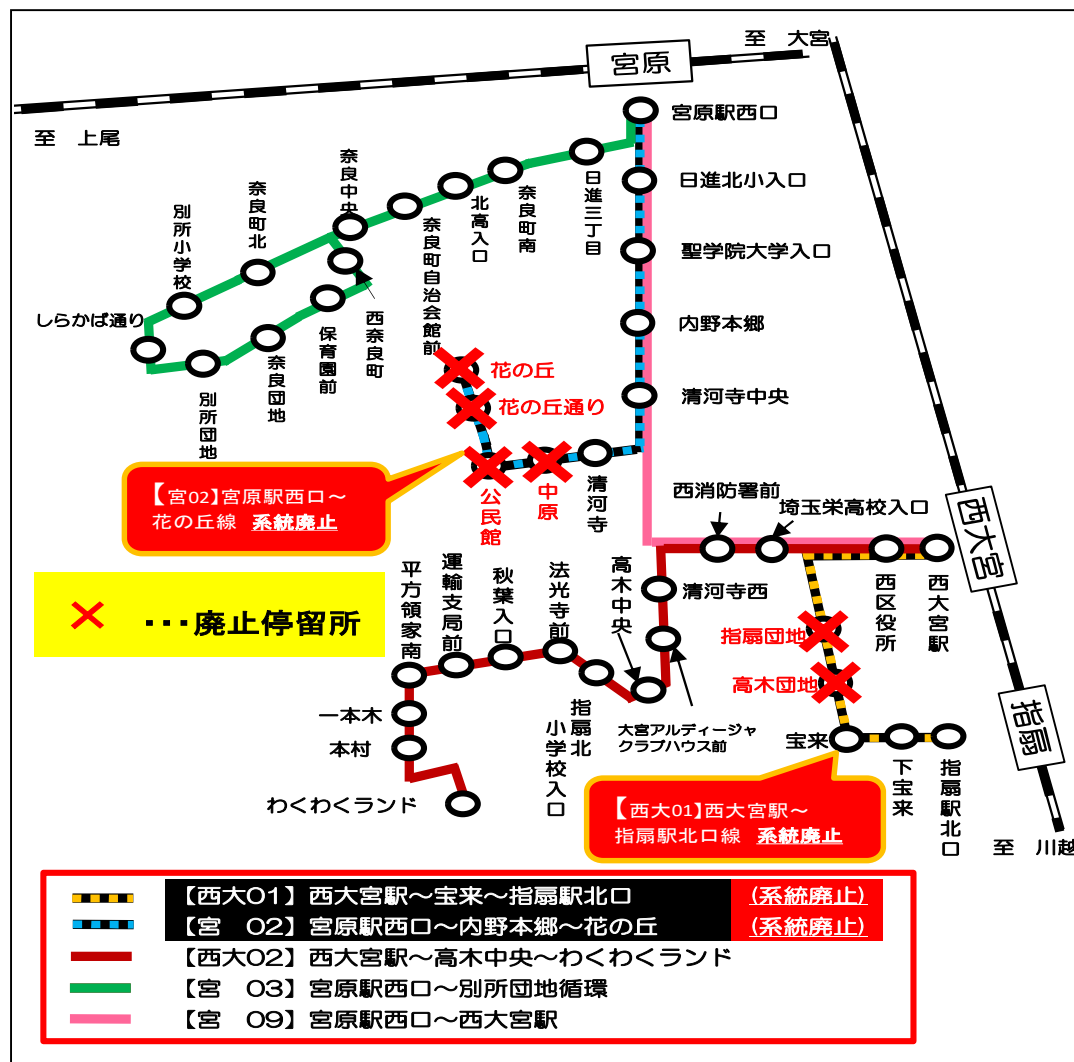 至　大宮
宮原
至　上尾
宮原駅西口
日進北小入口
聖学院大学入口
内野本郷
清河寺中央
日進三丁目
奈良町南
北高入口
奈良町自治会館前
奈良中央
奈良町北
別所小学校
しらかば通り
別所団地
奈良団地
保育園前
西奈良町
花の丘
花の丘通り
公民館
中原
清河寺
【宮02】宮原駅西口～
花の丘線 系統廃止
× ・・・廃止停留所
西消防署前
埼玉栄高校入口
西大宮
清河寺西
西区役所
西大宮駅
指扇団地
高木団地
宝来
下宝来
指扇駅北口
指扇
至　川越
高木中央
大宮アルディージャ
クラブハウス前
指扇北
小学校入口
法光寺前
秋葉入口
運輸支局前
平方領家南
一本木
本村
わくわくランド
【西大01】西大宮駅～
指扇駅北口線 系統廃止
【西大01】西大宮駅～宝来～指扇駅北口 (系統廃止)
【宮　02】宮原駅西口～内野本郷～花の丘 (系統廃止)
【西大02】西大宮駅～高木中央～わくわくランド
【宮　03】宮原駅西口～別所団地循環
【宮　09】宮原駅西口～西大宮駅